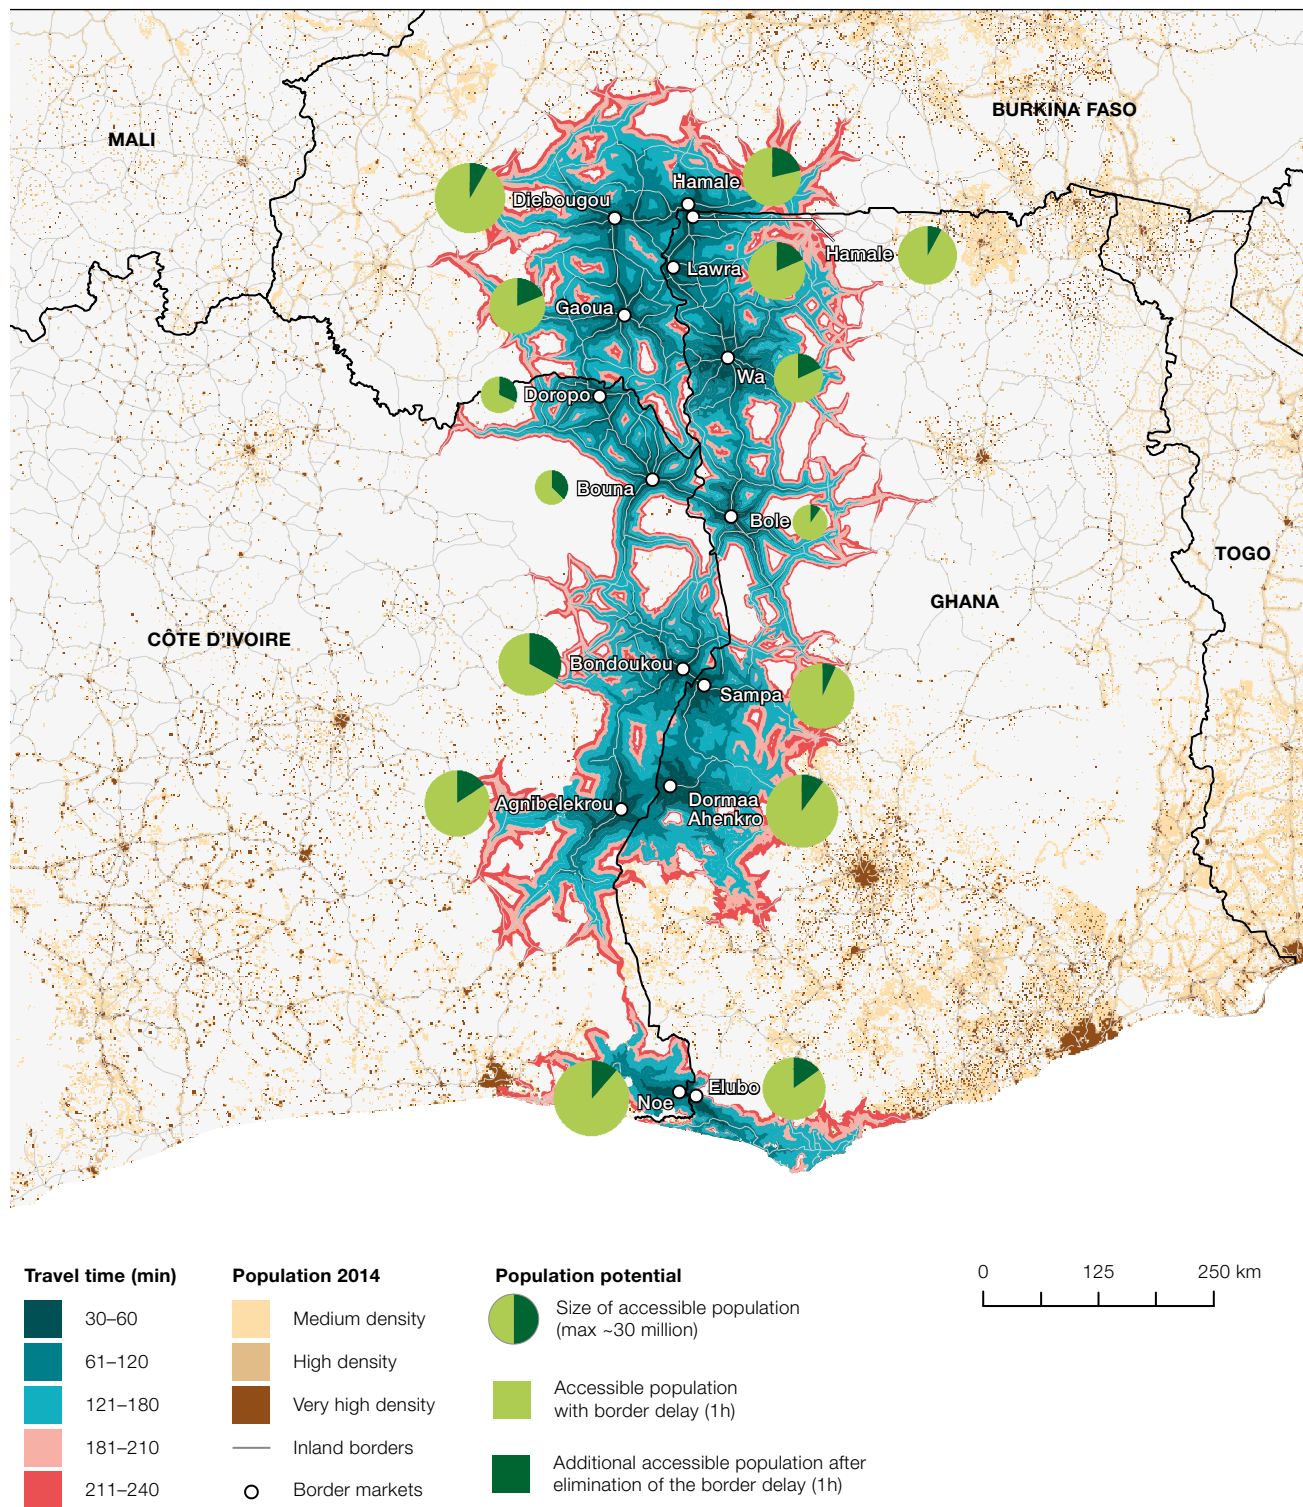 BURKINA FASO
MALI
Hamale
Diebougou
Hamale
Lawra
Gaoua
Wa
Doropo
Bouna
Bole
TOGO
GHANA
CÔTE D'IVOIRE
Bondoukou
Sampa
Agnibelekrou
Dormaa
Ahenkro
Elubo
Noe
Travel time (min)
30–60
61–120
121–180
181–210
211–240
Population 2014
Medium density
High density
Very high density
Inland borders
Border markets
Population potential
Size of accessible population
(max ~30 million)
Accessible population
with border delay (1h)
Additional accessible population after
elimination of the border delay (1h)
0 125 250 km